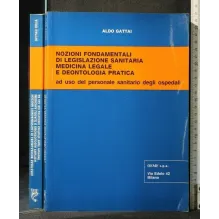 ALDO GATTAI
NOZIONI FONDAMENTALI
DI LEGISLAZIONE SANITARIA
MEDICINA LEGALE
E DEONTOLOGIA PRATICA
ad uso del personale sanitario degli ospedali
Via Edolo 42
Milano